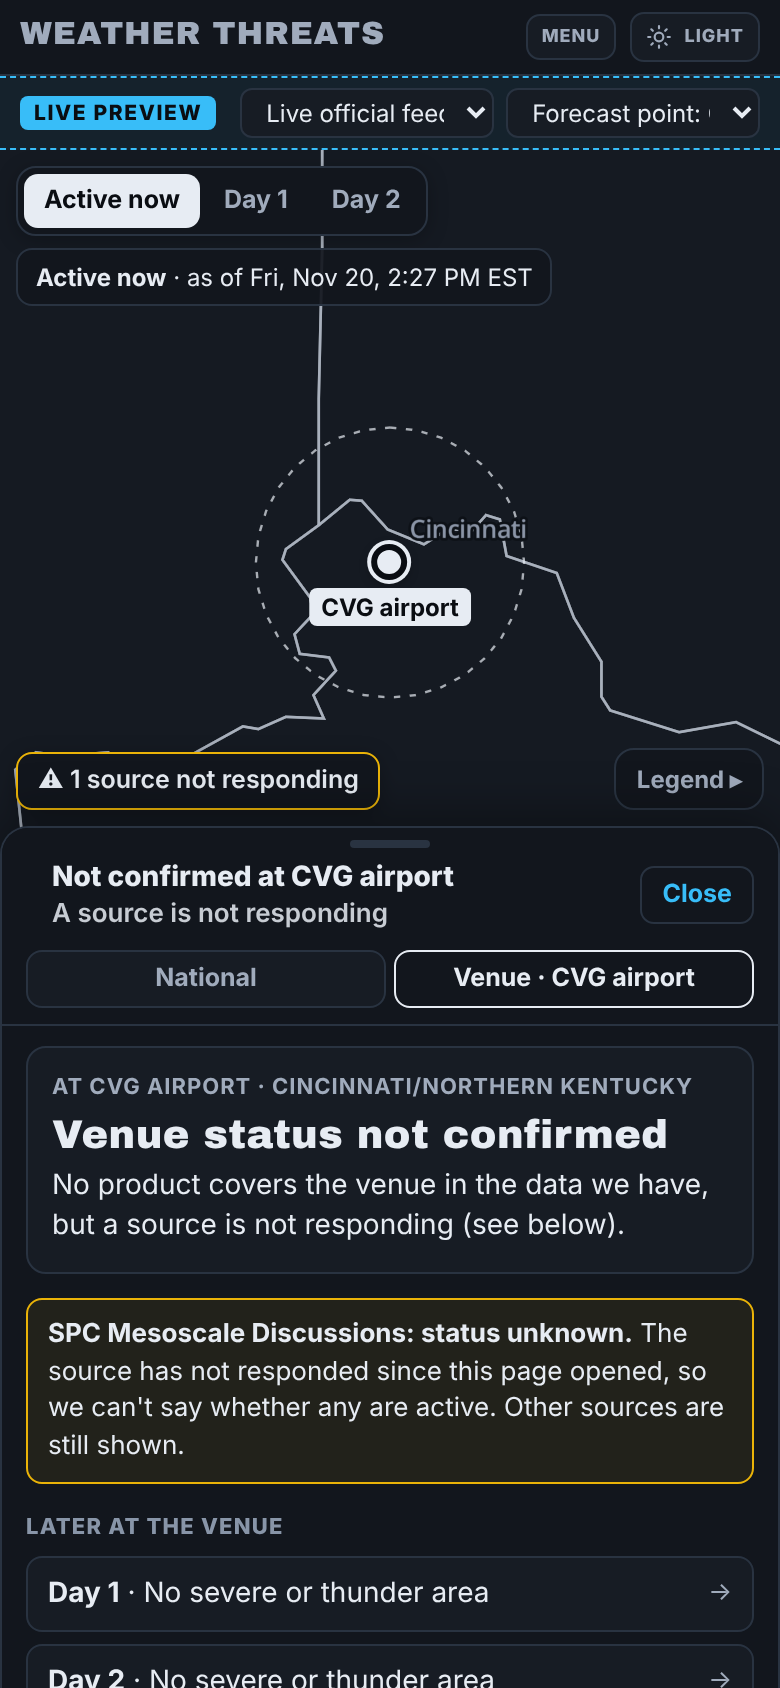 WEATHER THREATS
MENU
LIGHT
LIVE PREVIEW
Live official feed
Forecast point:
Active now
Day 1
Day 2
Active now · as of Fri, Nov 20, 2:27 PM EST
Cincinnati
CVG airport
⚠ 1 source not responding
Legend ▸
Not confirmed at CVG airport
A source is not responding
Close
National
Venue · CVG airport
AT CVG AIRPORT · CINCINNATI/NORTHERN KENTUCKY
Venue status not confirmed
No product covers the venue in the data we have,
but a source is not responding (see below).
SPC Mesoscale Discussions: status unknown. The
source has not responded since this page opened, so
we can't say whether any are active. Other sources are
still shown.
LATER AT THE VENUE
Day 1 · No severe or thunder area →
Day 2 · No severe or thunder area →